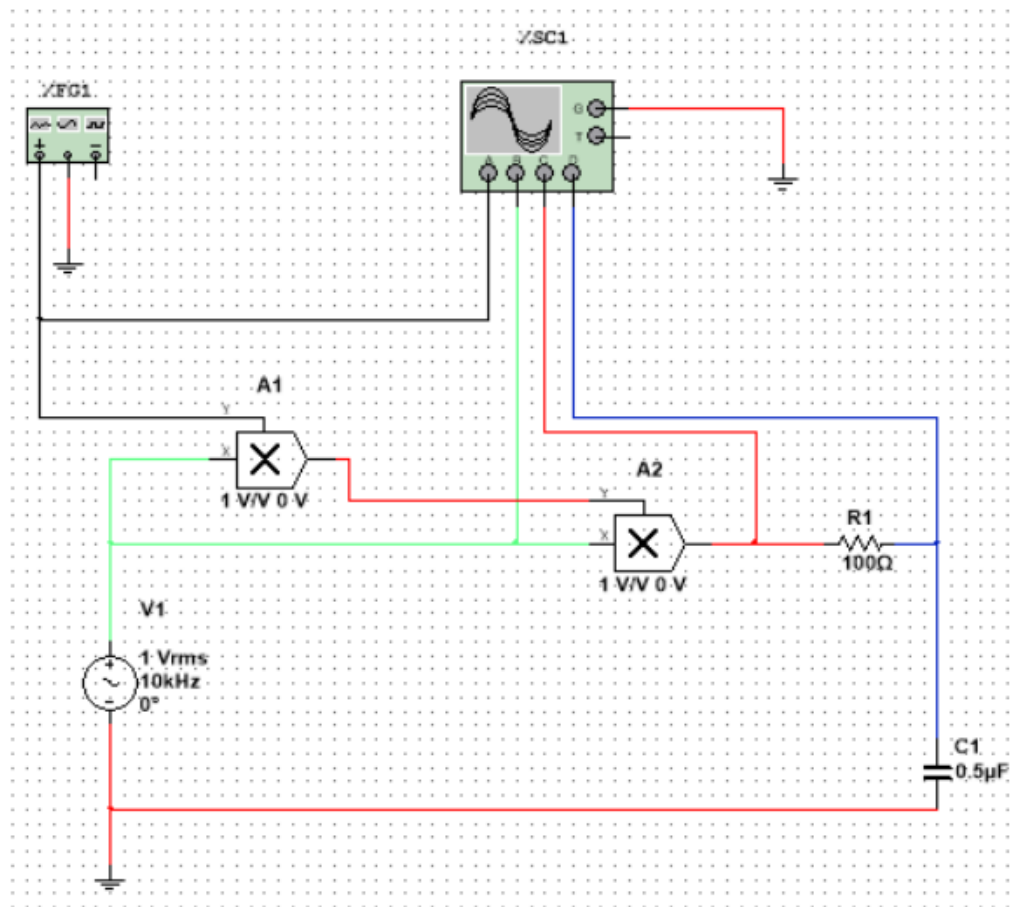 XSC1
XFG1
+
−
G
T
A B C D
A1
Y
X
1 V/V 0 V
A2
Y
X
1 V/V 0 V
R1
100Ω
V1
+
−
1 Vrms
10kHz
0°
C1
0.5µF